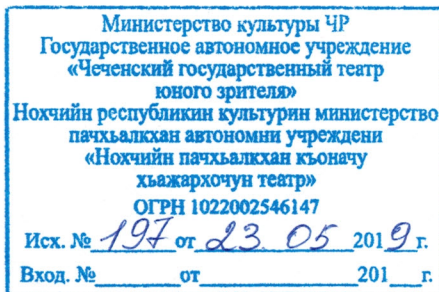 Министерство культуры ЧР
Государственное автономное учреждение
«Чеченский государственный театр
юного зрителя»
Нохчийн республикин культурин министерство
пачхьалкхан автономни учреждени
«Нохчийн пачхьалкхан къоначу
хьажархочун театр»
ОГРН 1022002546147
Исх. № 197 от 23 05 2019 г.
Вход. № от 201 г.